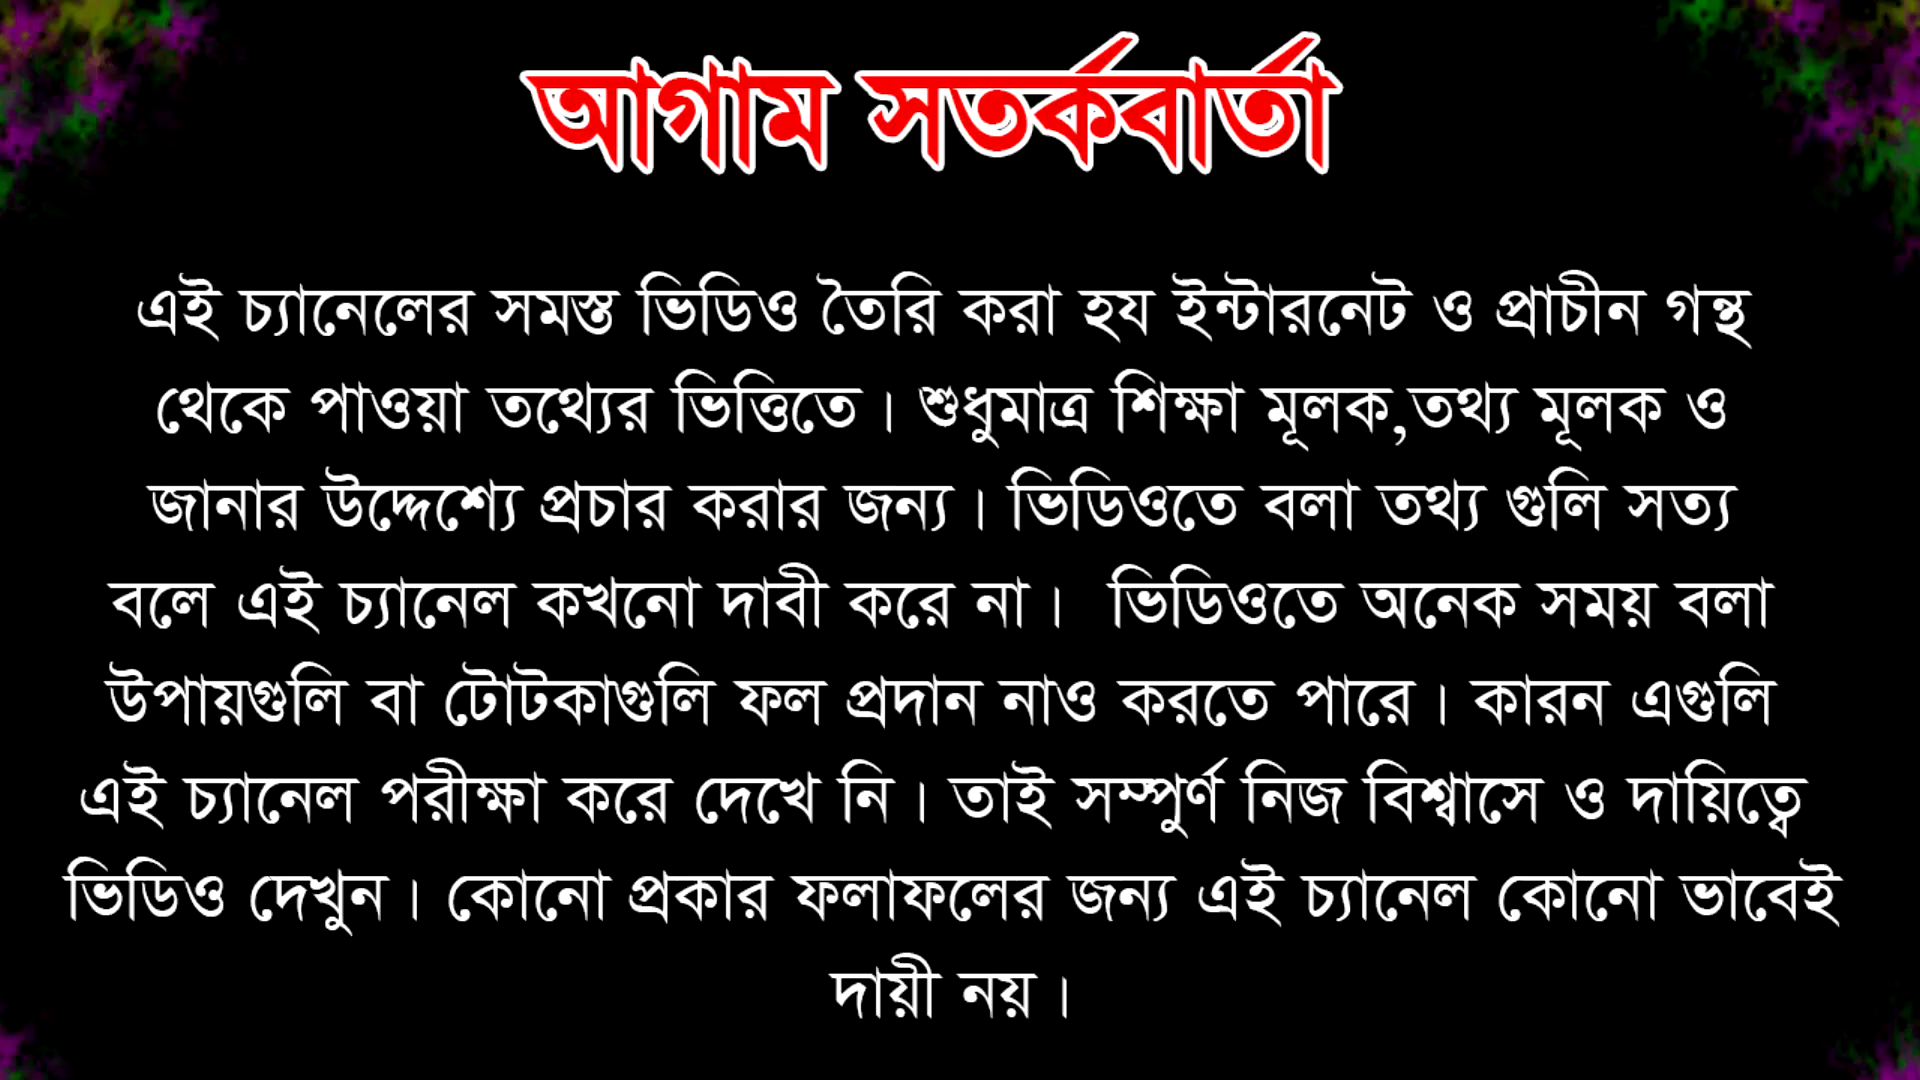 আগাম সতর্কবার্তা
এই চ্যানেলের সমস্ত ভিডিও তৈরি করা হয ইন্টারনেট ও প্রাচীন গন্থ
থেকে পাওয়া তথ্যের ভিত্তিতে। শুধুমাত্র শিক্ষা মূলক,তথ্য মূলক ও
জানার উদ্দেশ্যে প্রচার করার জন্য। ভিডিওতে বলা তথ্য গুলি সত্য
বলে এই চ্যানেল কখনো দাবী করে না। ভিডিওতে অনেক সময় বলা
উপায়গুলি বা টোটকাগুলি ফল প্রদান নাও করতে পারে। কারন এগুলি
এই চ্যানেল পরীক্ষা করে দেখে নি। তাই সম্পুর্ণ নিজ বিশ্বাসে ও দায়িত্বে
ভিডিও দেখুন। কোনো প্রকার ফলাফলের জন্য এই চ্যানেল কোনো ভাবেই
দায়ী নয়।